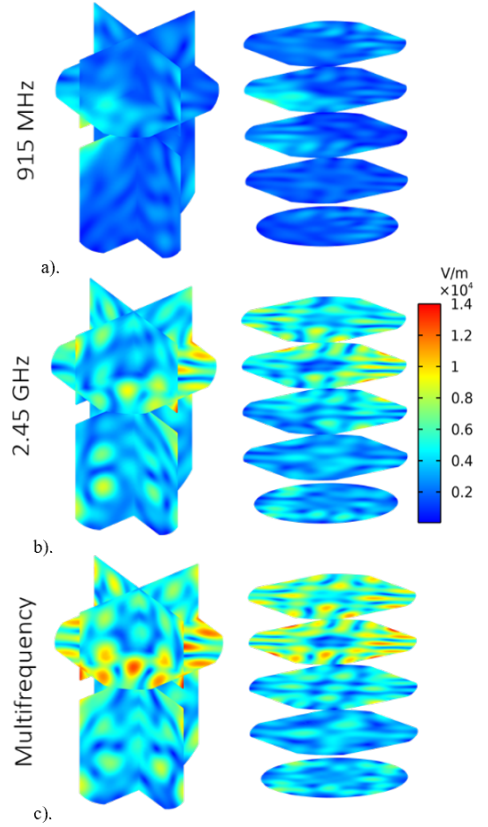 915 MHz
a).
V/m
×10⁴
1.4
1.2
1
0.8
0.6
0.4
0.2
2.45 GHz
b).
Multifrequency
c).